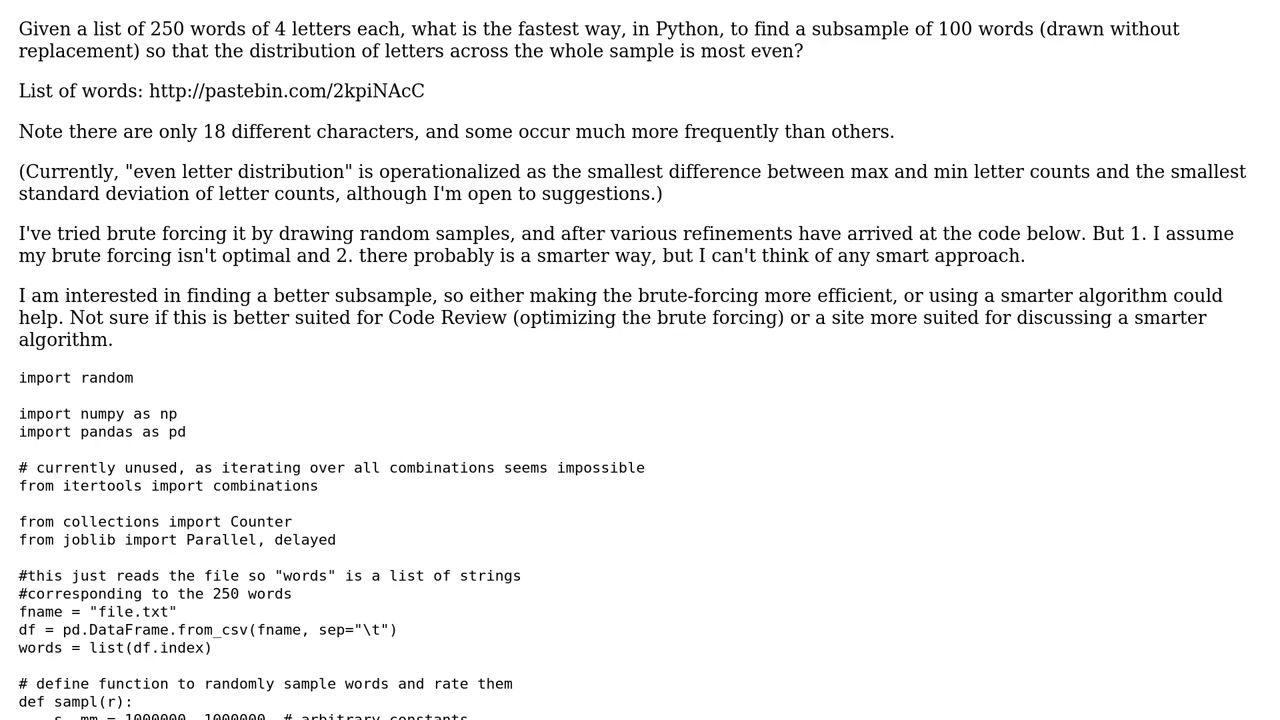 Given a list of 250 words of 4 letters each, what is the fastest way, in Python, to find a subsample of 100 words (drawn without
replacement) so that the distribution of letters across the whole sample is most even?
List of words: http://pastebin.com/2kpiNAcC
Note there are only 18 different characters, and some occur much more frequently than others.
(Currently, "even letter distribution" is operationalized as the smallest difference between max and min letter counts and the smallest
standard deviation of letter counts, although I'm open to suggestions.)
I've tried brute forcing it by drawing random samples, and after various refinements have arrived at the code below. But 1. I assume
my brute forcing isn't optimal and 2. there probably is a smarter way, but I can't think of any smart approach.
I am interested in finding a better subsample, so either making the brute-forcing more efficient, or using a smarter algorithm could
help. Not sure if this is better suited for Code Review (optimizing the brute forcing) or a site more suited for discussing a smarter
algorithm.
import random
import numpy as np
import pandas as pd
# currently unused, as iterating over all combinations seems impossible
from itertools import combinations
from collections import Counter
from joblib import Parallel, delayed
#this just reads the file so "words" is a list of strings
#corresponding to the 250 words
fname = "file.txt"
df = pd.DataFrame.from_csv(fname, sep="\t")
words = list(df.index)
# define function to randomly sample words and rate them
def sampl(r):
s, mm = 1000000, 1000000 # arbitrary constants